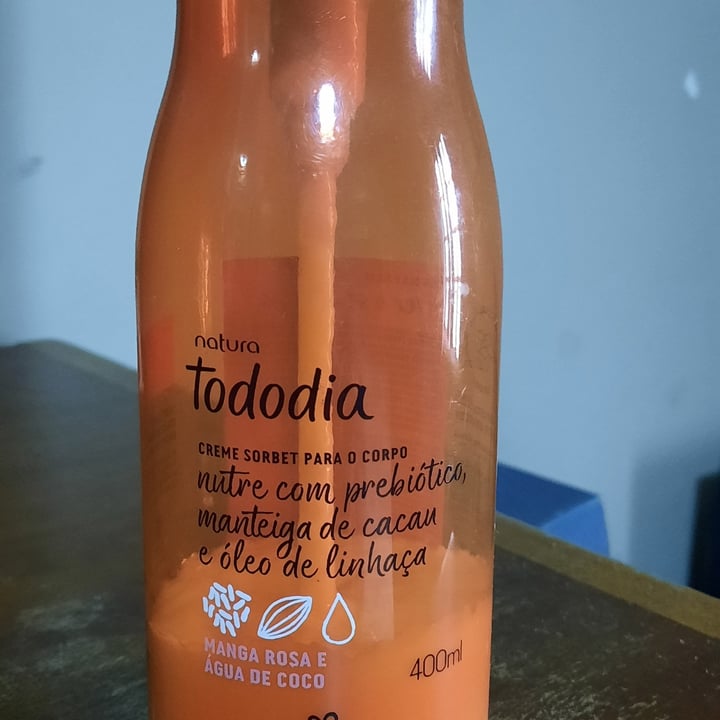 natura
tododia
CREME SORBET PARA O CORPO
nutre com prebiótico,
manteiga de cacau
e óleo de linhaça
MANGA ROSA E
ÁGUA DE COCO
400ml